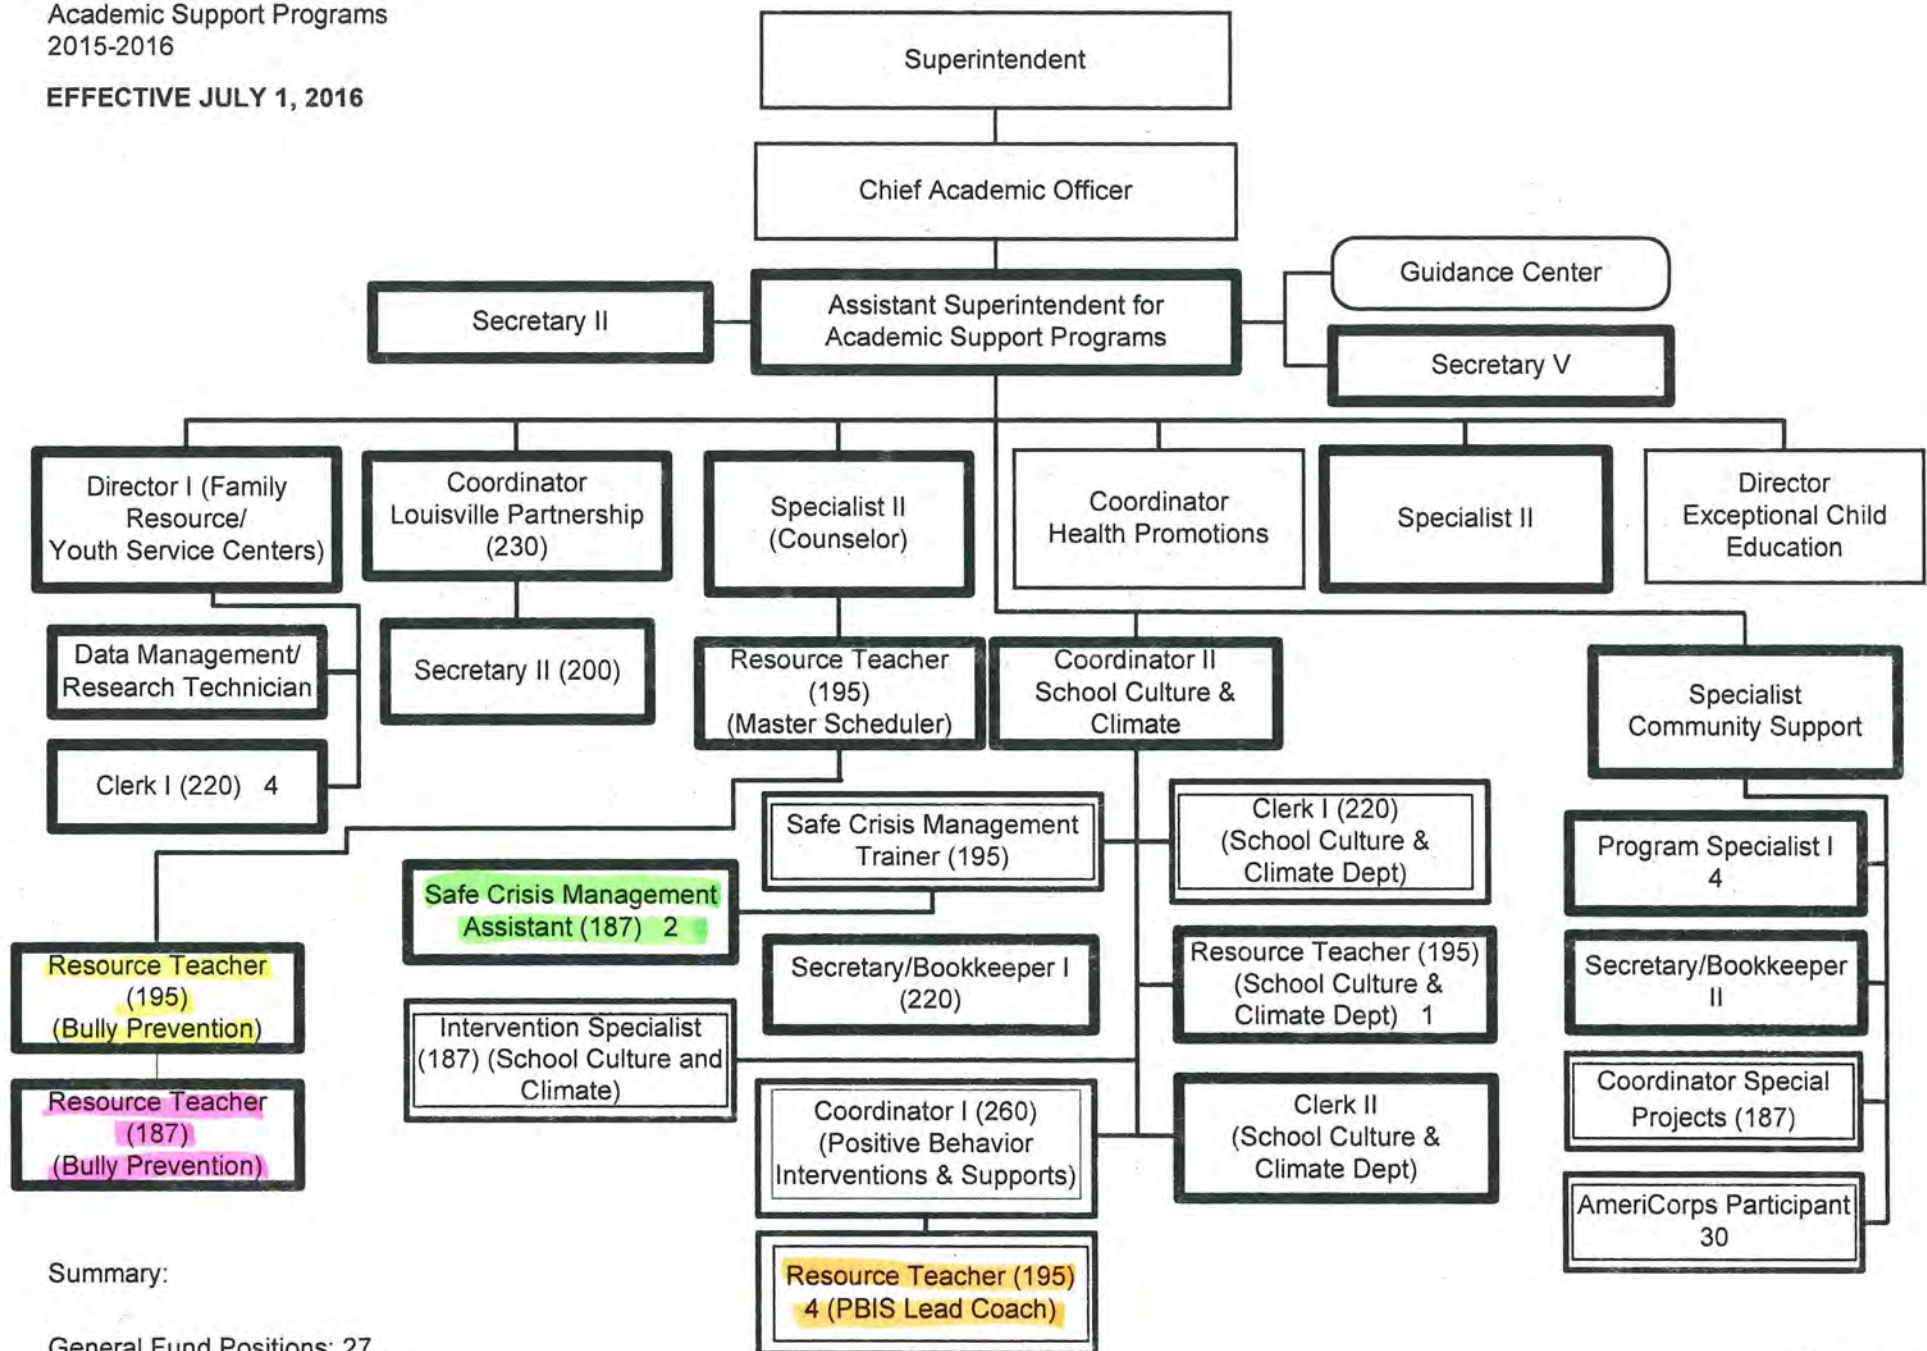 Academic Support Programs
2015-2016
EFFECTIVE JULY 1, 2016
Superintendent
Chief Academic Officer
Assistant Superintendent for
Academic Support Programs
Secretary II
Guidance Center
Secretary V
Director I (Family
Resource/
Youth Service Centers)
Coordinator
Louisville Partnership
(230)
Specialist II
(Counselor)
Coordinator
Health Promotions
Specialist II
Director
Exceptional Child
Education
Data Management/
Research Technician
Clerk I (220) 4
Secretary II (200)
Resource Teacher
(195)
(Master Scheduler)
Coordinator II
School Culture &
Climate
Specialist
Community Support
Safe Crisis Management
Trainer (195)
Clerk I (220)
(School Culture &
Climate Dept)
Program Specialist I
4
Safe Crisis Management
Assistant (187) 2
Secretary/Bookkeeper I
(220)
Resource Teacher (195)
(School Culture &
Climate Dept) 1
Secretary/Bookkeeper
II
Resource Teacher
(195)
(Bully Prevention)
Intervention Specialist
(187) (School Culture and
Climate)
Resource Teacher
(187)
(Bully Prevention)
Coordinator I (260)
(Positive Behavior
Interventions & Supports)
Clerk II
(School Culture &
Climate Dept)
Coordinator Special
Projects (187)
AmeriCorps Participant
30
Resource Teacher (195)
4 (PBIS Lead Coach)
Summary:
General Fund Positions: 27